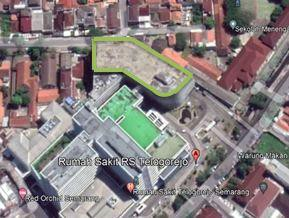 Sekolah Meneng
Rumah Sakit RS Telogorejo
Warung Makan
Red Orchid Semarang
Rumah Sakit Telogorejo Semarang